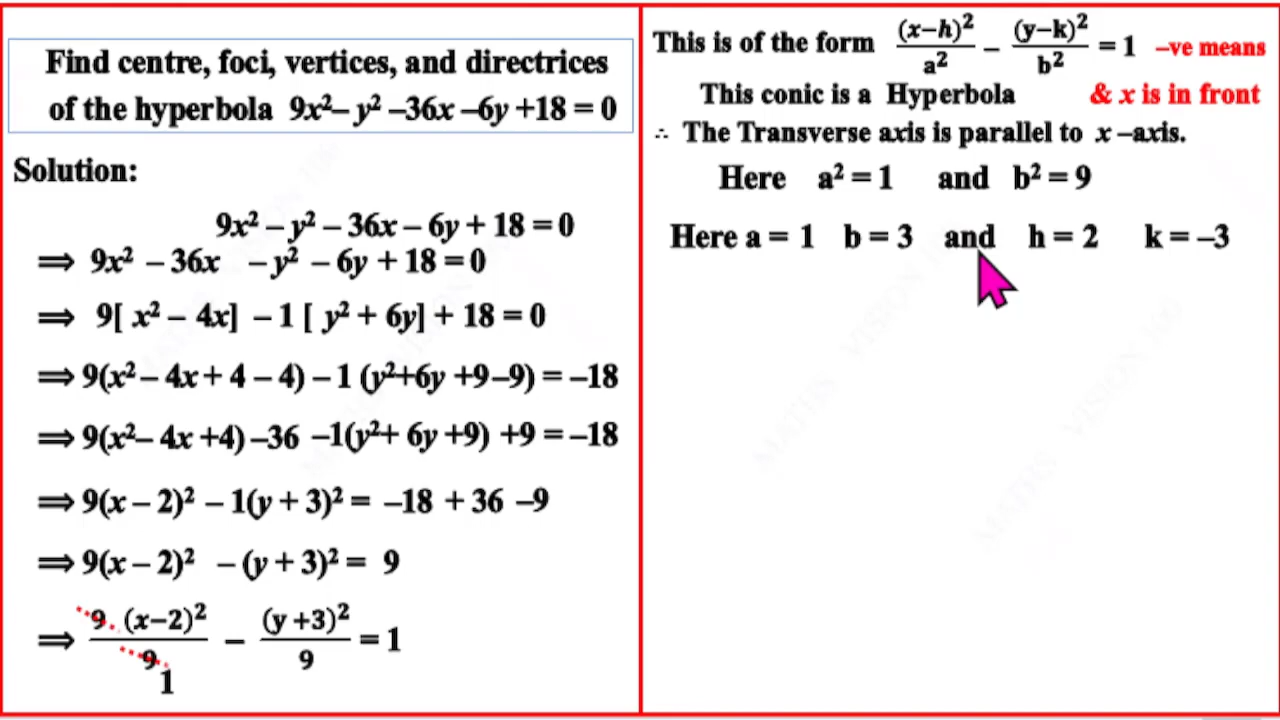 Find centre, foci, vertices, and directrices
of the hyperbola 9x²– y² –36x –6y +18 = 0
Solution:
9x² – y² – 36x – 6y + 18 = 0
⇒ 9x² – 36x – y² – 6y + 18 = 0
⇒ 9[ x² – 4x] – 1 [ y² + 6y] + 18 = 0
⇒ 9(x² – 4x + 4 – 4) – 1 (y²+6y +9–9) = –18
⇒ 9(x²– 4x +4) –36 –1(y²+ 6y +9) +9 = –18
⇒ 9(x – 2)² – 1(y + 3)² = –18 + 36 –9
⇒ 9(x – 2)² – (y + 3)² = 9
⇒ 9 (x–2)²/9 – (y +3)²/9 = 1
1
This is of the form (x–h)²/a² – (y–k)²/b² = 1 –ve means
This conic is a Hyperbola & x is in front
∴ The Transverse axis is parallel to x –axis.
Here a² = 1 and b² = 9
Here a = 1 b = 3 and h = 2 k = –3
MATHS VISION
MATHS VISION